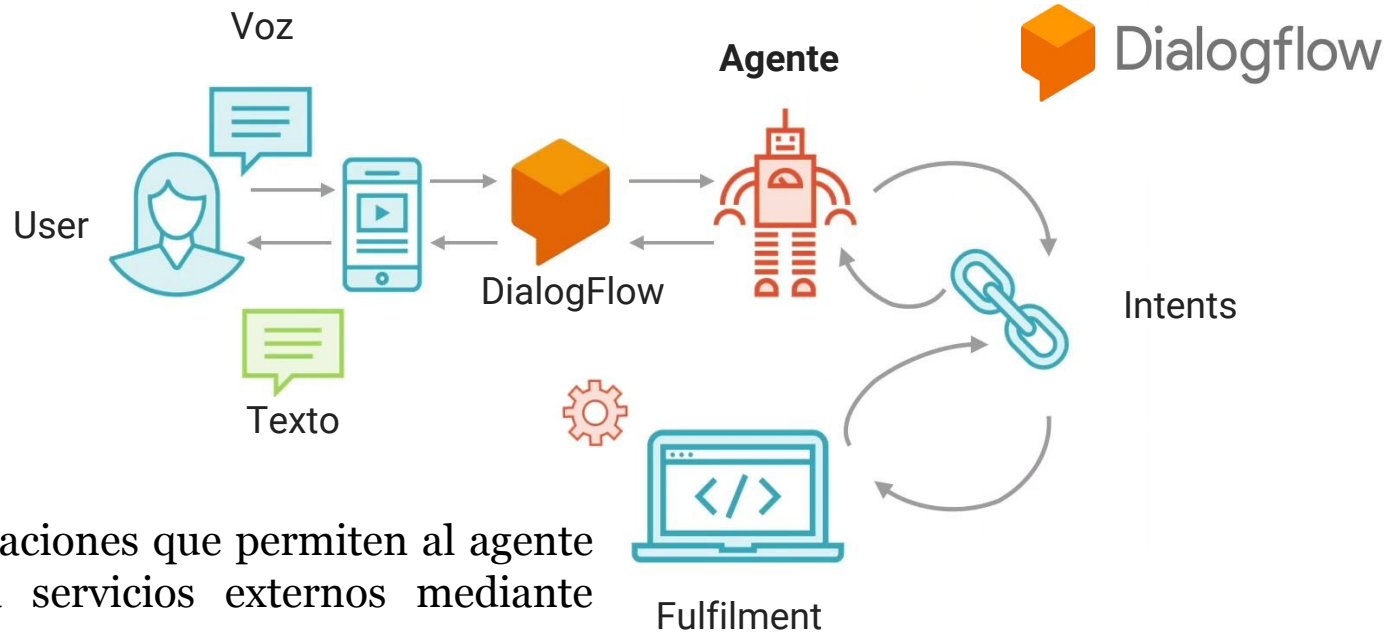 Voz
Agente
Dialogflow
User
DialogFlow
Intents
Texto
</>
aciones que permiten al agente
servicios externos mediante
Fulfilment